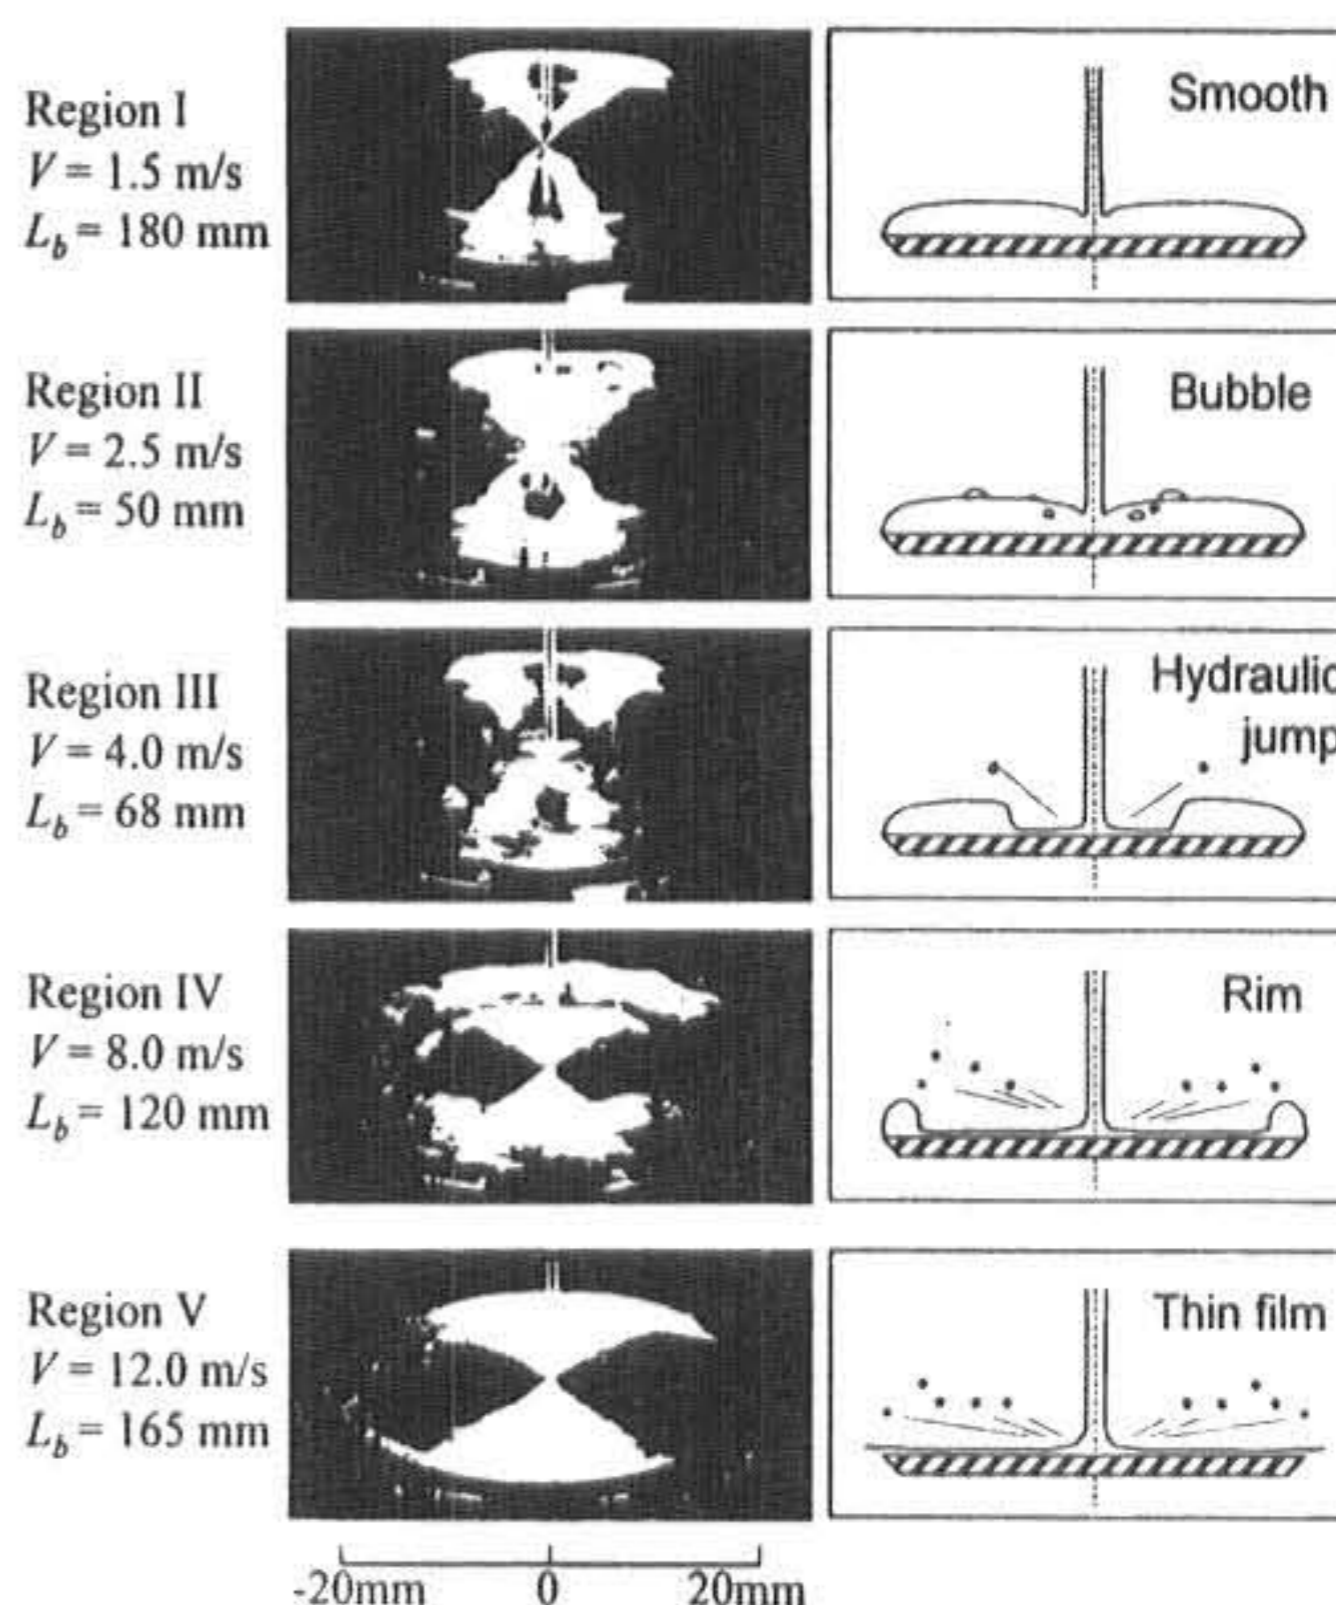 Region I
V = 1.5 m/s
L_b = 180 mm
Smooth
Region II
V = 2.5 m/s
L_b = 50 mm
Bubble
Region III
V = 4.0 m/s
L_b = 68 mm
Hydraulic
jump
Region IV
V = 8.0 m/s
L_b = 120 mm
Rim
Region V
V = 12.0 m/s
L_b = 165 mm
Thin film
-20mm 0 20mm